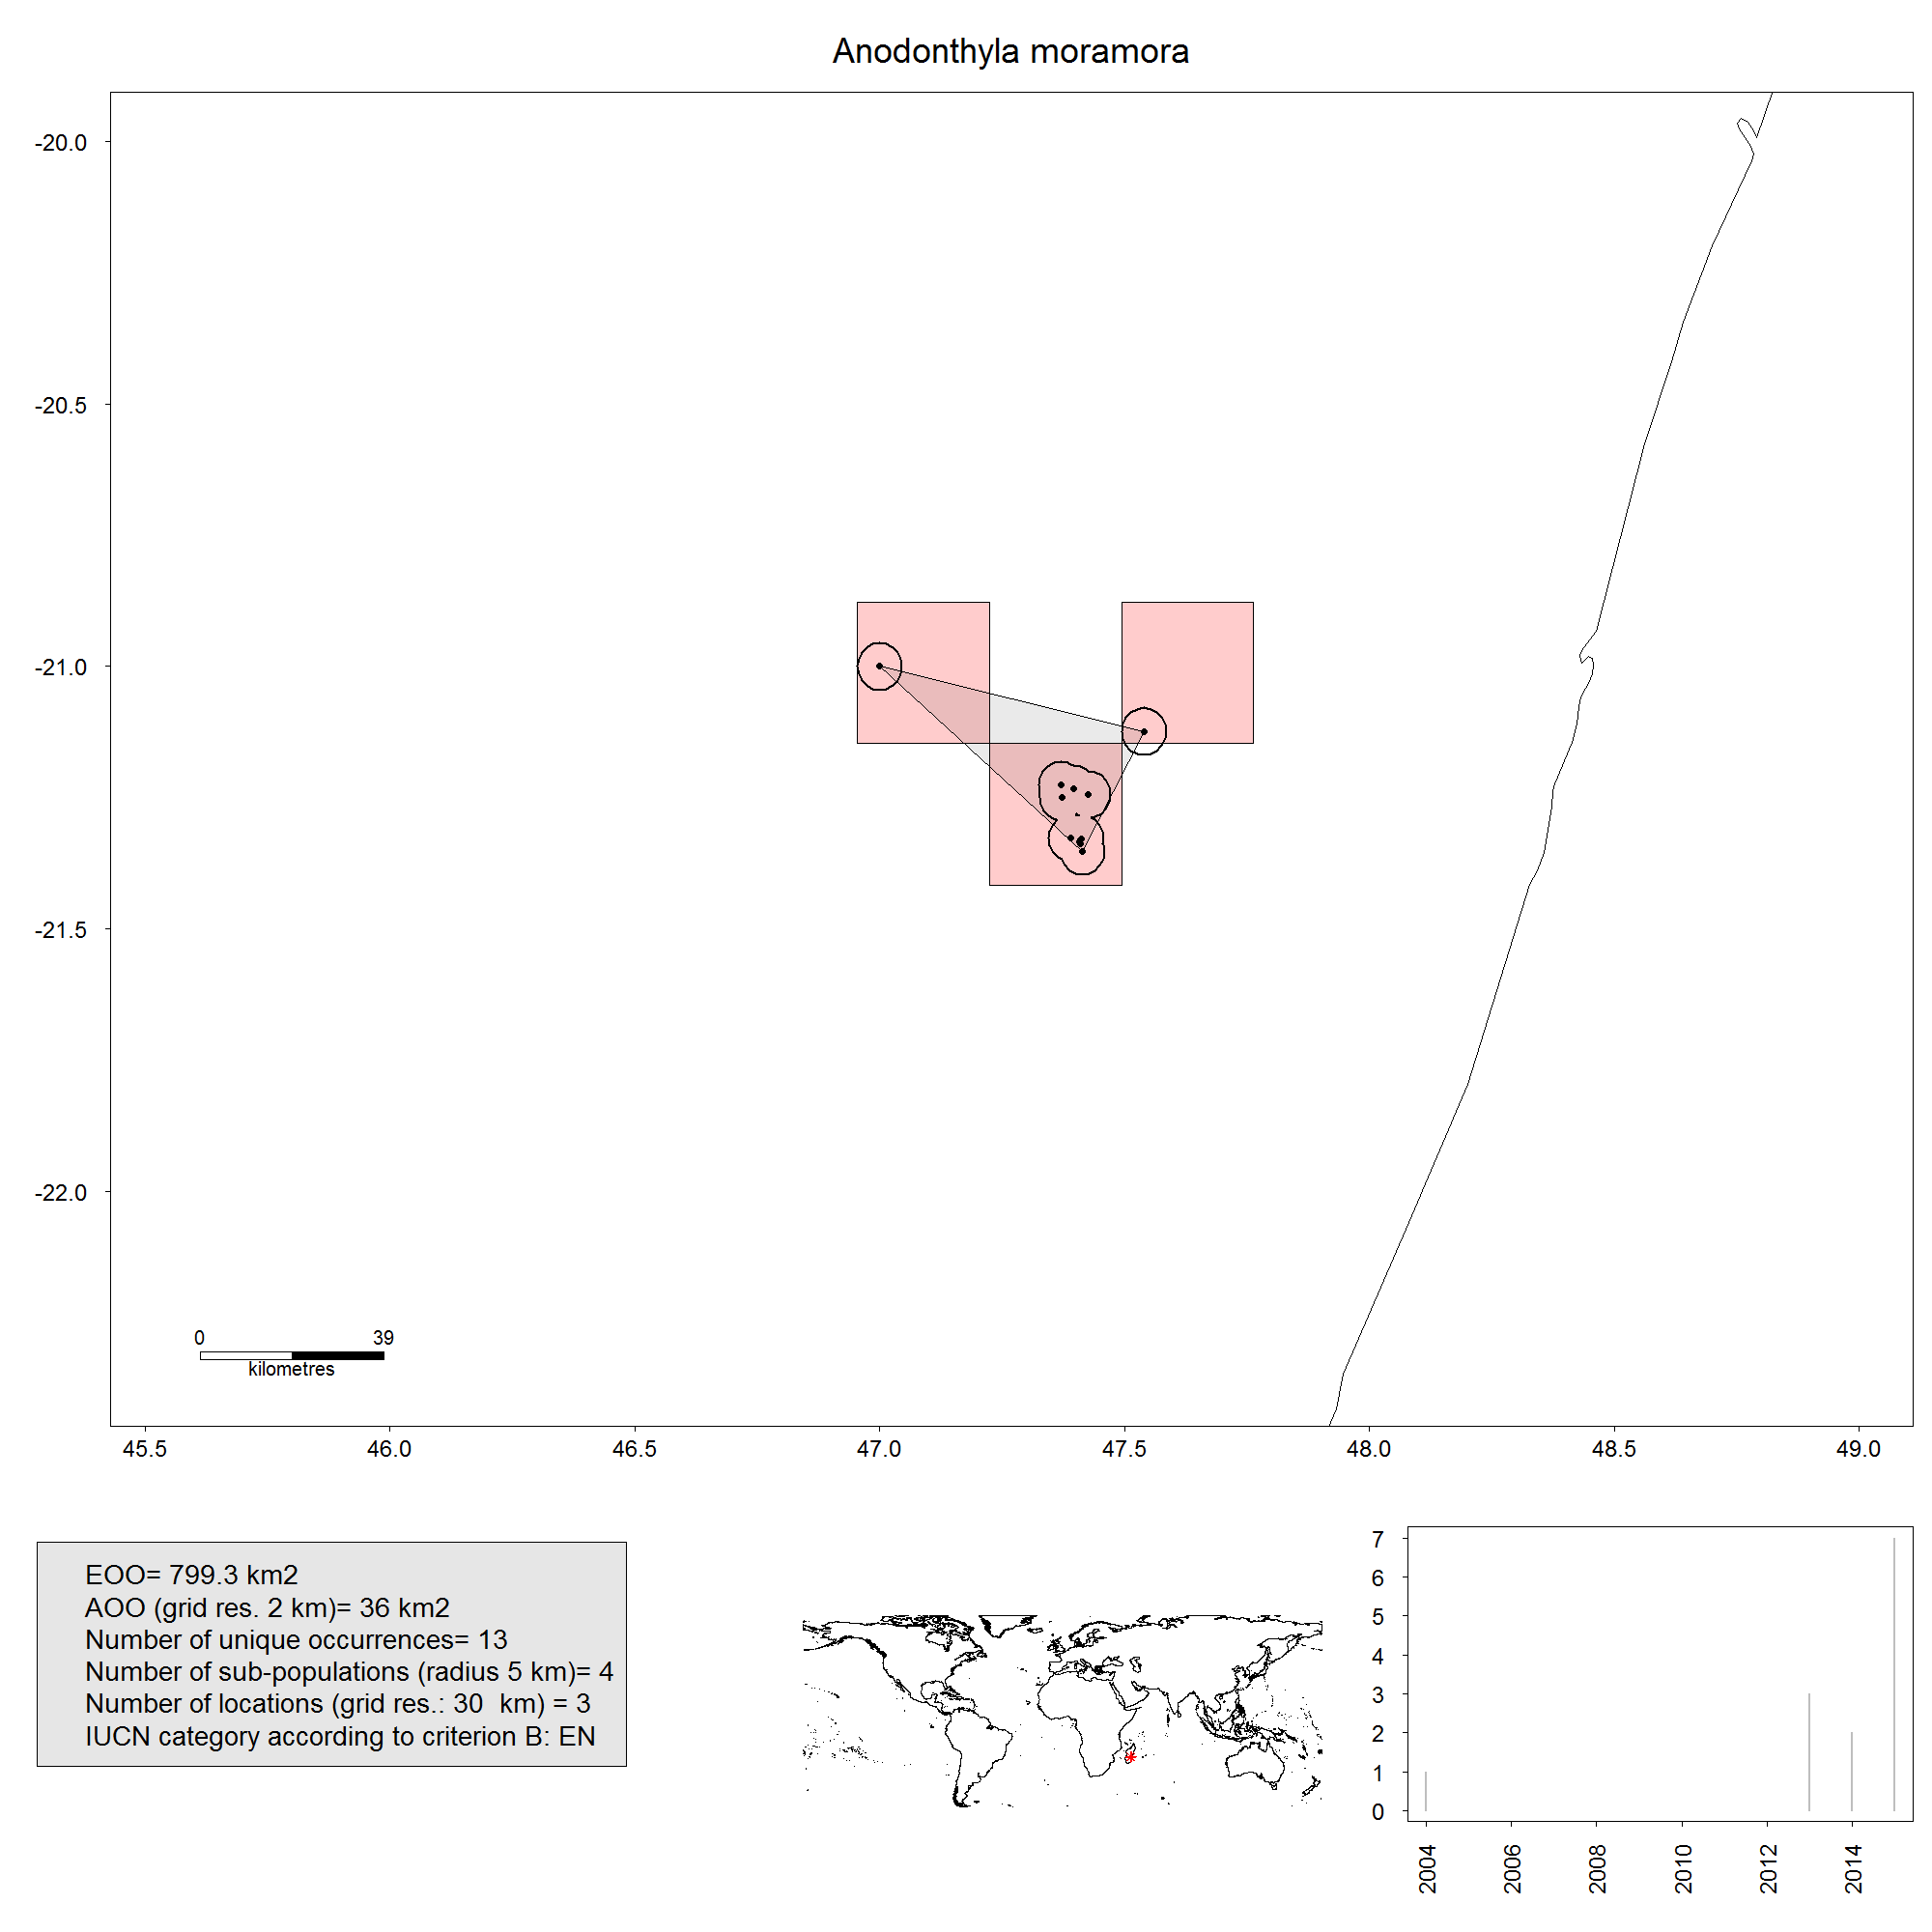 Anodonthyla moramora
-20.0
-20.5
-21.0
-21.5
-22.0
0 39
kilometres
45.5 46.0 46.5 47.0 47.5 48.0 48.5 49.0
EOO= 799.3 km2
AOO (grid res. 2 km)= 36 km2
Number of unique occurrences= 13
Number of sub-populations (radius 5 km)= 4
Number of locations (grid res.: 30  km) = 3
IUCN category according to criterion B: EN
7
6
5
4
3
2
1
0
2004 2006 2008 2010 2012 2014